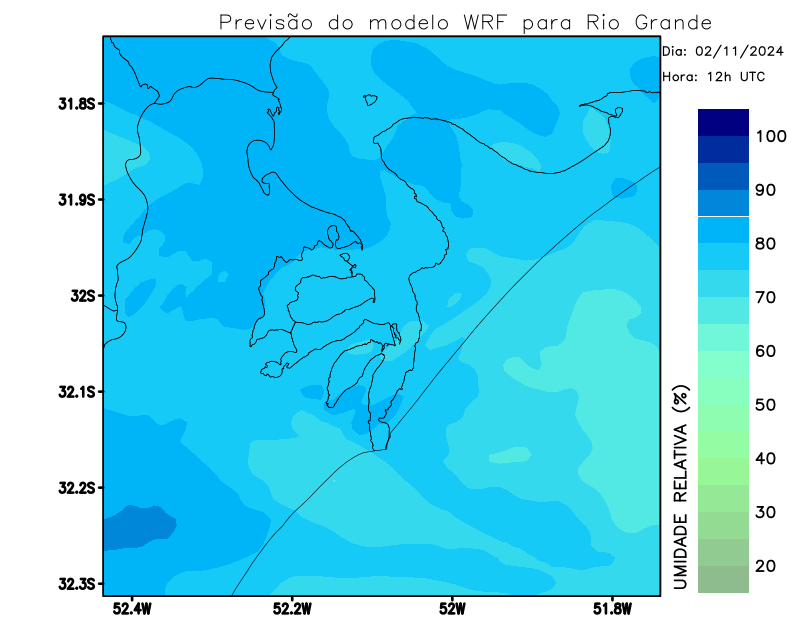 Previsão do modelo WRF para Rio Grande
Dia: 02/11/2024
Hora: 12h UTC
31.8S
31.9S
32S
32.1S
32.2S
32.3S
52.4W
52.2W
52W
51.8W
100
90
80
70
60
50
40
30
20
UMIDADE RELATIVA (%)